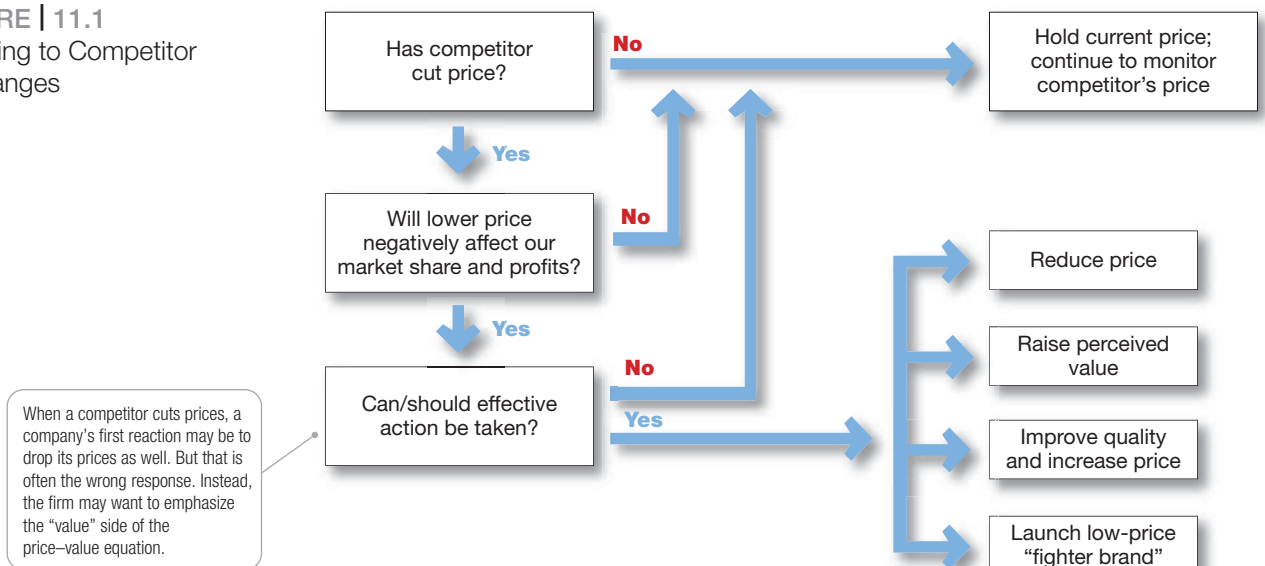 RE | 11.1
ing to Competitor
anges
Has competitor
cut price?
No
Hold current price;
continue to monitor
competitor's price
Yes
Will lower price
negatively affect our
market share and profits?
No
Reduce price
Yes
Raise perceived
value
Can/should effective
action be taken?
No
Yes
Improve quality
and increase price
Launch low-price
"fighter brand"
When a competitor cuts prices, a
company's first reaction may be to
drop its prices as well. But that is
often the wrong response. Instead,
the firm may want to emphasize
the "value" side of the
price–value equation.